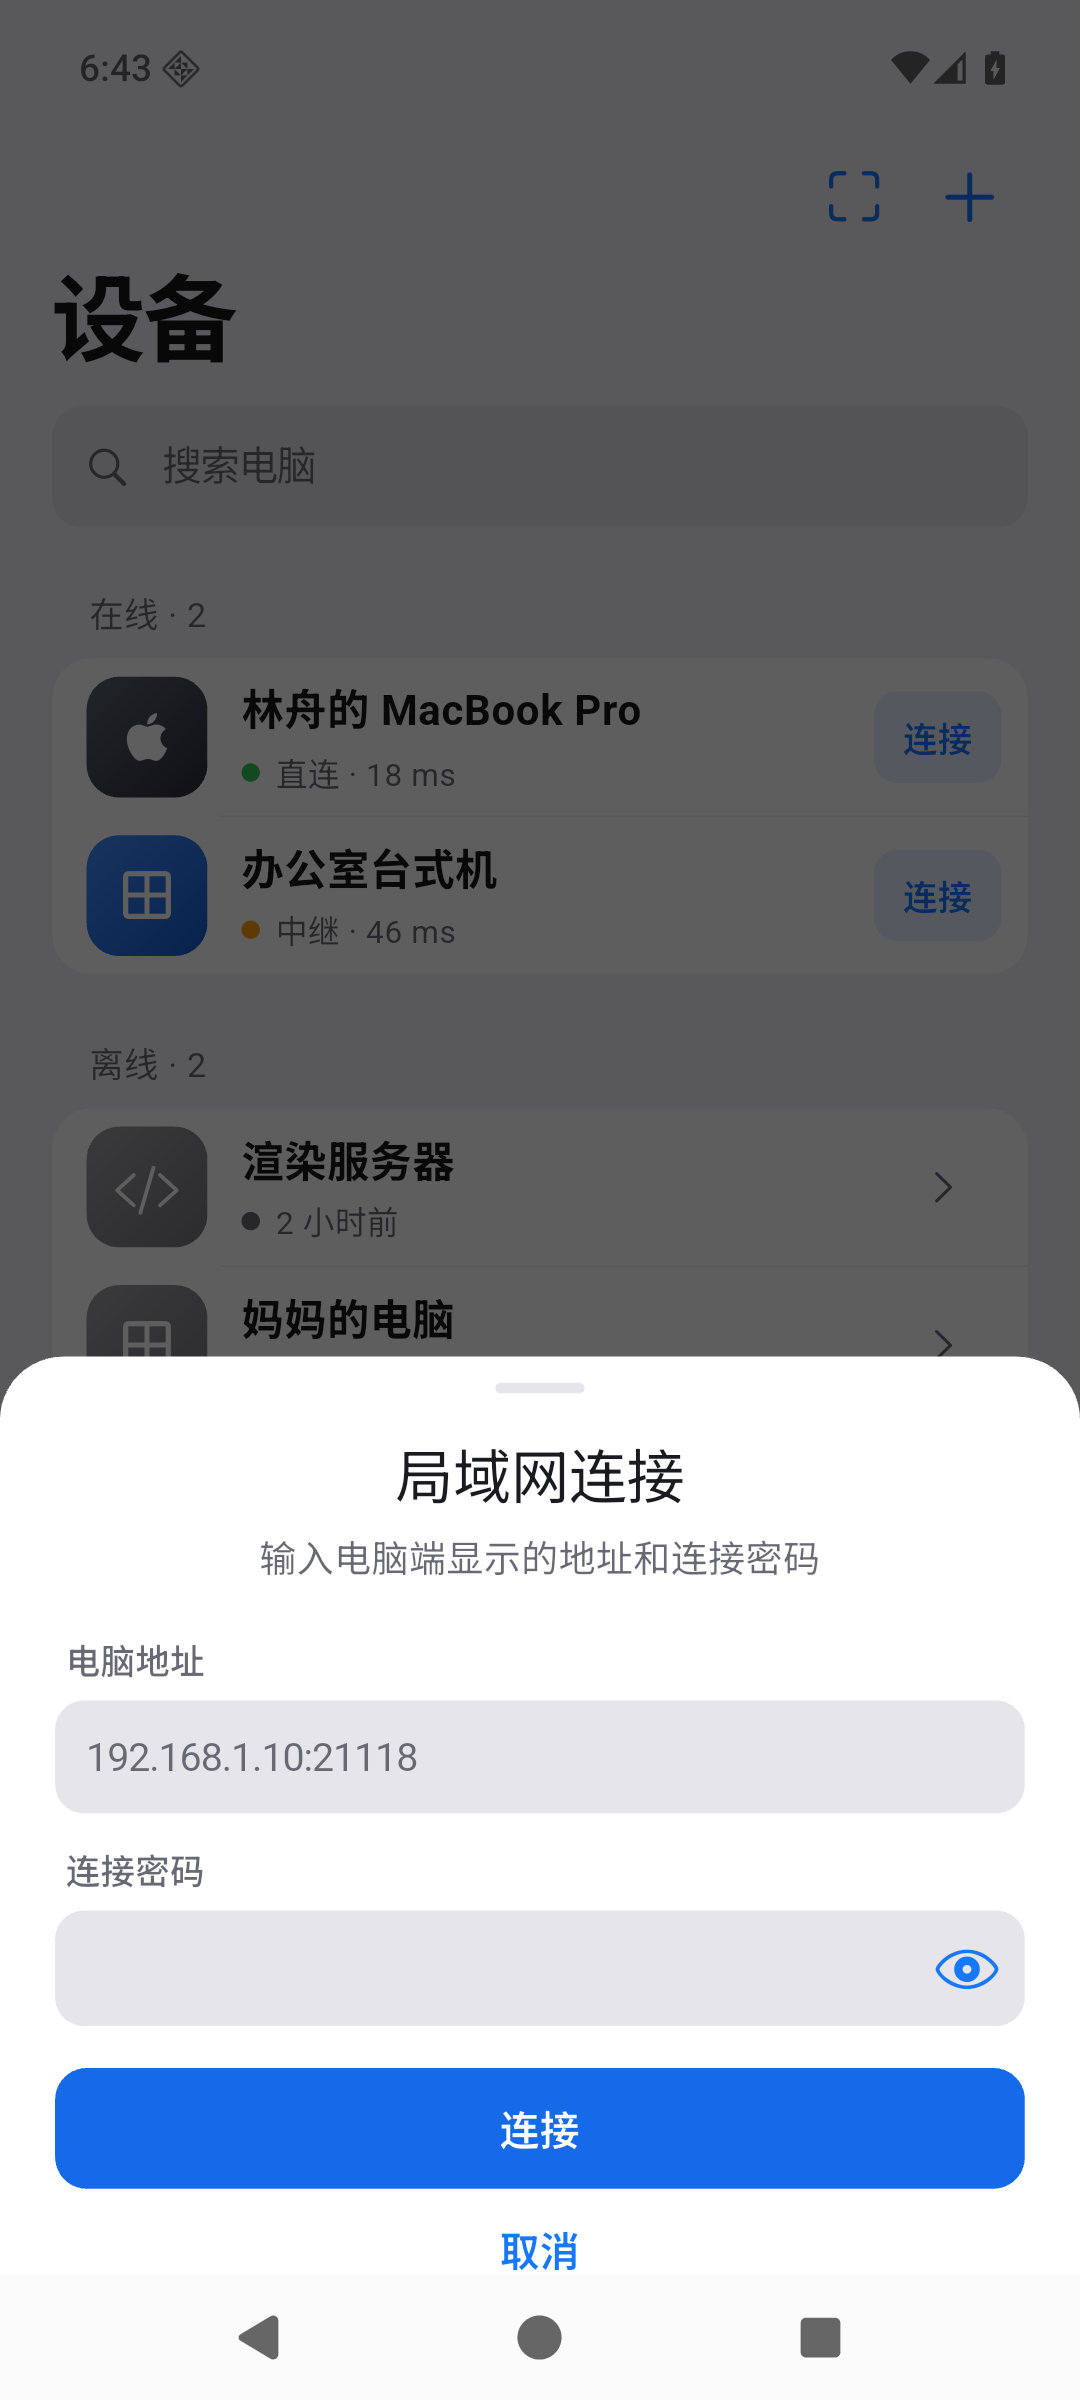 6:43
设备
搜索电脑
在线 · 2
林舟的 MacBook Pro
直连 · 18 ms
连接
办公室台式机
中继 · 46 ms
连接
离线 · 2
渲染服务器
2 小时前
妈妈的电脑
局域网连接
输入电脑端显示的地址和连接密码
电脑地址
192.168.1.10:21118
连接密码
连接
取消